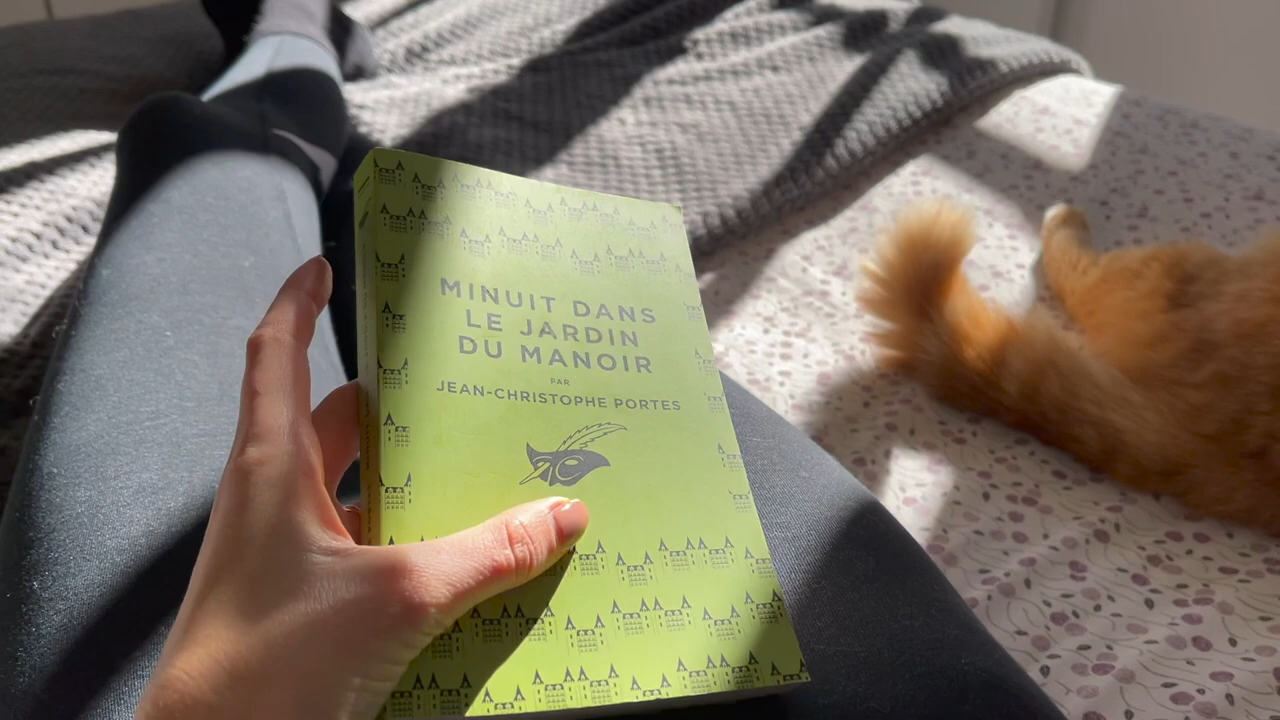 MINUIT DANS
LE JARDIN
DU MANOIR
PAR
JEAN-CHRISTOPHE PORTES